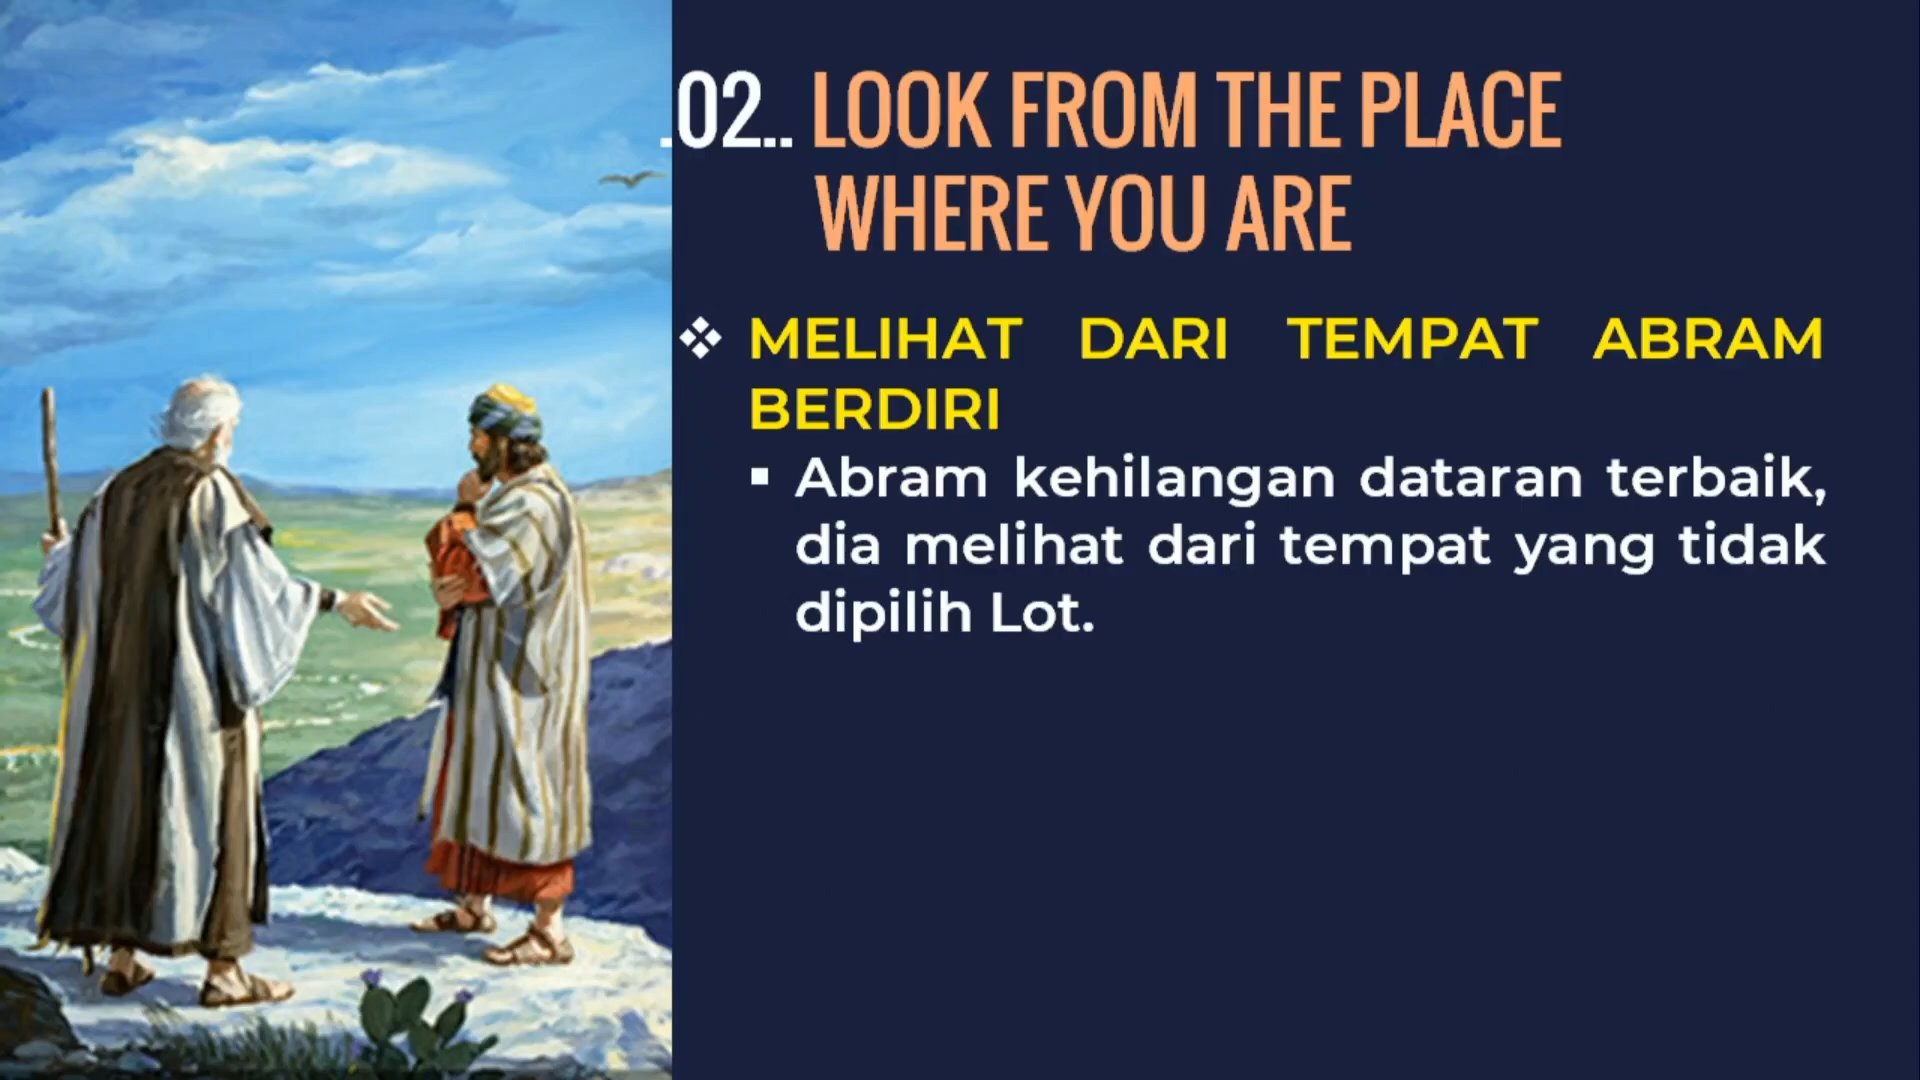 .02.. LOOK FROM THE PLACE
WHERE YOU ARE
❖ MELIHAT DARI TEMPAT ABRAM
BERDIRI
▪ Abram kehilangan dataran terbaik,
dia melihat dari tempat yang tidak
dipilih Lot.